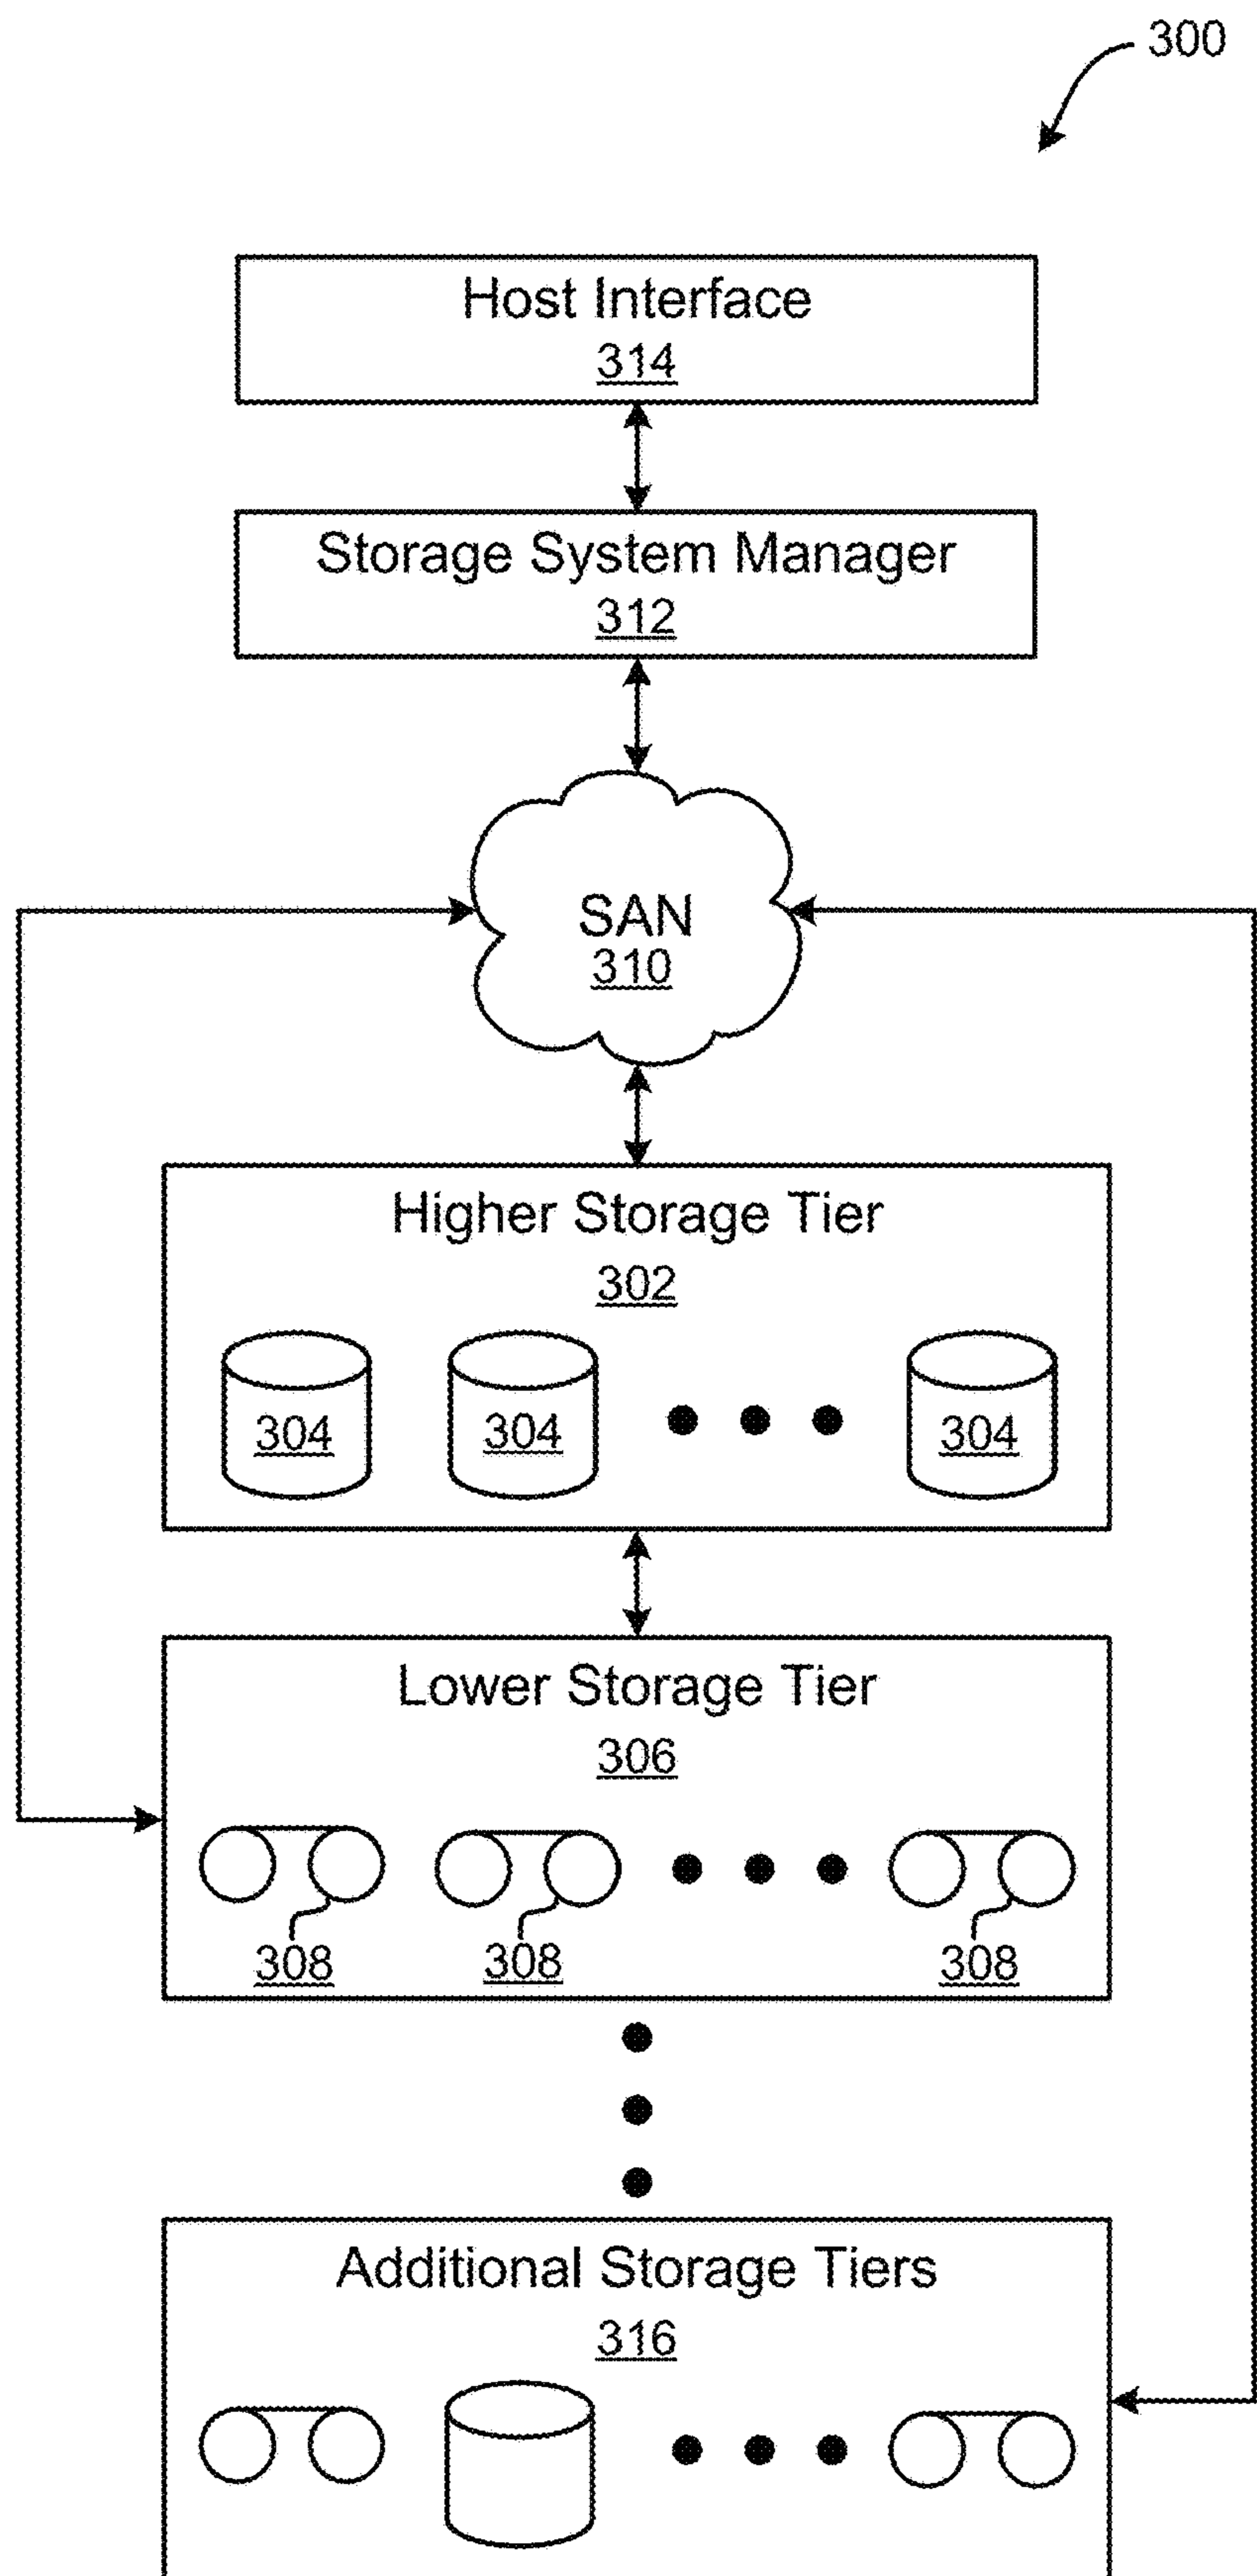 300
Host Interface
314
Storage System Manager
312
SAN
310
Higher Storage Tier
302
304 304 304
Lower Storage Tier
306
308 308 308
Additional Storage Tiers
316